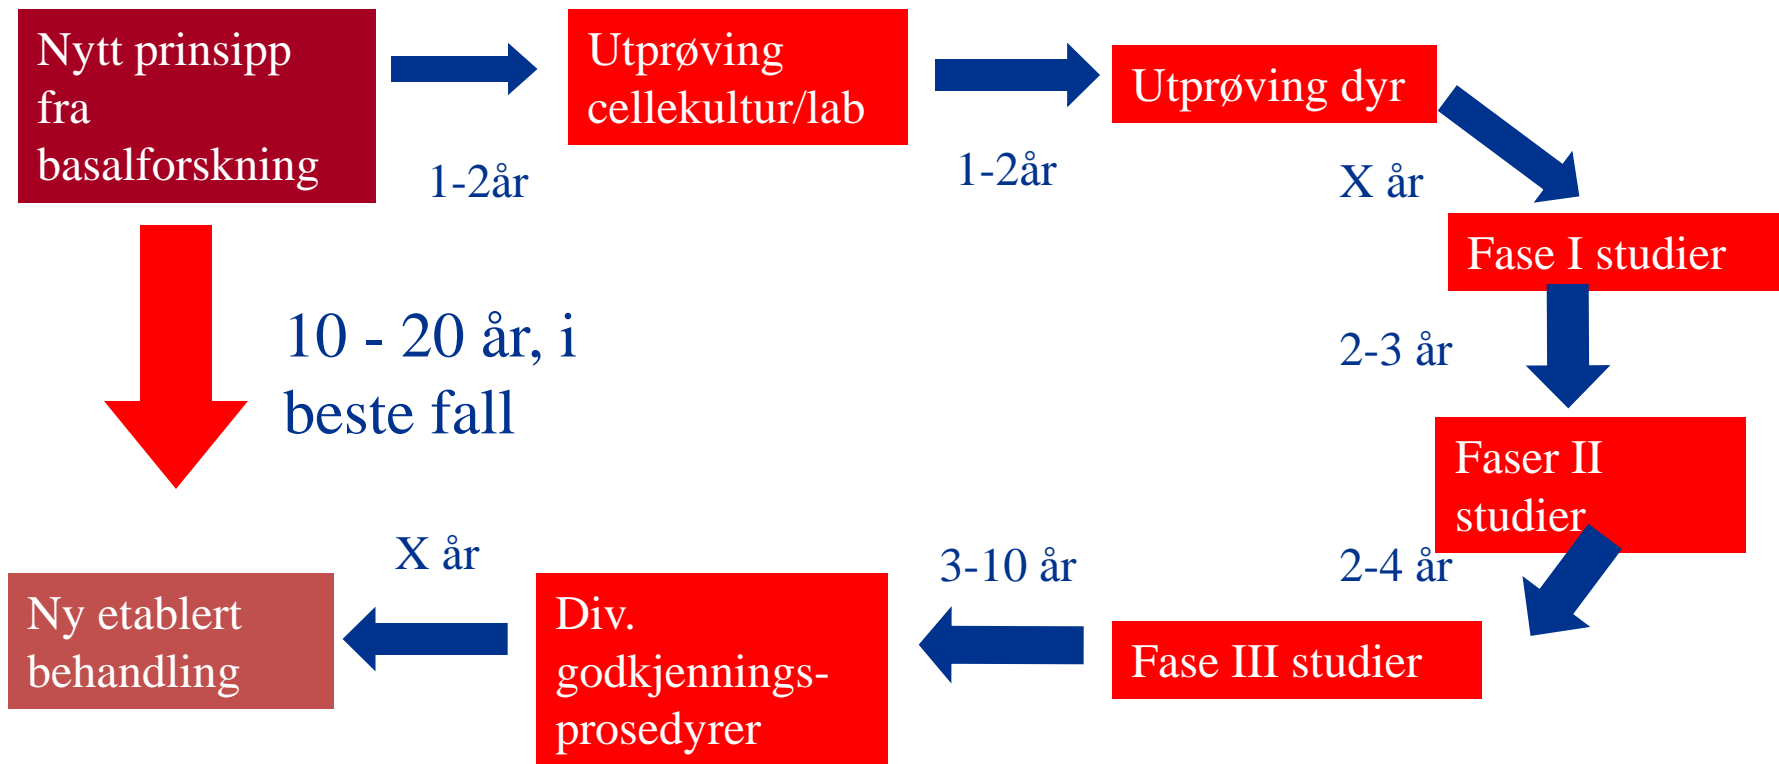 Nytt prinsipp
fra
basalforskning
1-2år
Utprøving
cellekultur/lab
1-2år
Utprøving dyr
X år
Fase I studier
2-3 år
Faser II
studier
2-4 år
Fase III studier
3-10 år
Div.
godkjennings-
prosedyrer
X år
Ny etablert
behandling
10 - 20 år, i
beste fall